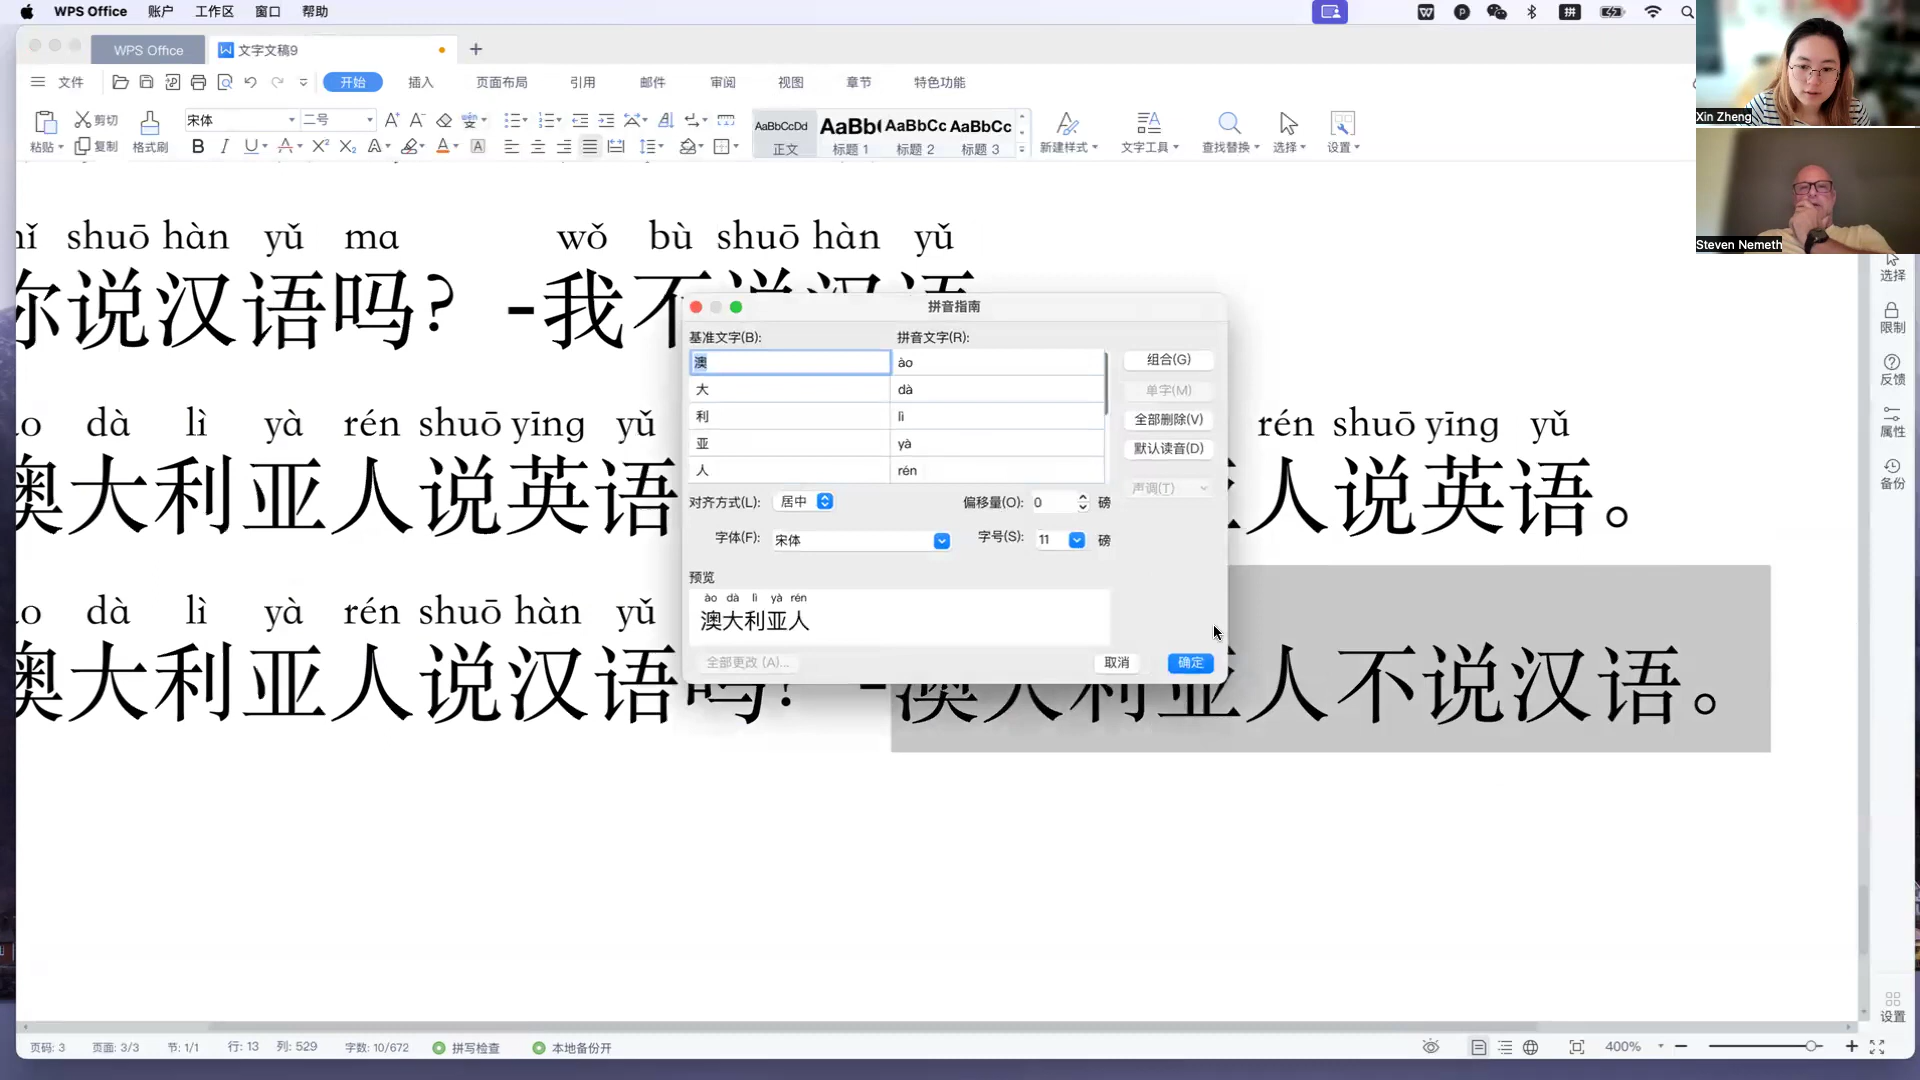 WPS Office 账户 工作区 窗口 帮助
WPS Office 文字文稿9
文件 开始 插入 页面布局 引用 邮件 审阅 视图 章节 特色功能
剪切 宋体 二号 AaBbCcDd AaBb( AaBbCc AaBbCc
粘贴 复制 格式刷 正文 标题 1 标题 2 标题 3 新建样式 文字工具 查找替换 选择 设置
Xin Zheng
Steven Nemeth
选择
限制
反馈
属性
备份
设置
shuō hàn yǔ ma wǒ bù shuō hàn yǔ
你说汉语吗？-我不说汉语
dà lì yà rén shuō yīng yǔ rén shuō yīng yǔ
澳大利亚人说英语 人说英语。
dà lì yà rén shuō hàn yǔ
澳大利亚人说汉语吗？-澳大利亚人不说汉语。
拼音指南
基准文字(B): 拼音文字(R):
澳 ào
大 dà
利 lì
亚 yà
人 rén
组合(G)
单字(M)
全部删除(V)
默认读音(D)
声调(T)
对齐方式(L): 居中 偏移量(O): 0 磅
字体(F): 宋体 字号(S): 11 磅
预览
ào dà lì yà rén
澳大利亚人
全部更改 (A)... 取消 确定
页码: 3 页面: 3/3 节: 1/1 行: 13 列: 529 字数: 10/672 拼写检查 本地备份开 400%